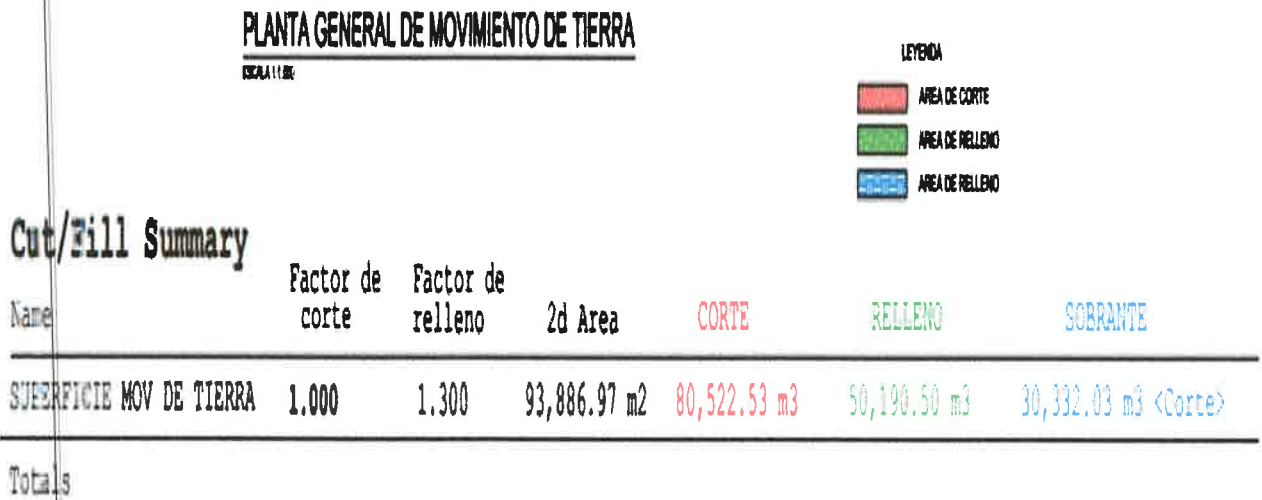 PLANTA GENERAL DE MOVIMIENTO DE TIERRA
LEYENDA
AREA DE CORTE
AREA DE RELLENO
AREA DE RELLENO
Cut/Fill Summary
Name Factor de corte Factor de relleno 2d Area CORTE RELLENO SOBRANTE
SUPERFICIE MOV DE TIERRA 1.000 1.300 93,886.97 m2 80,522.53 m3 50,190.50 m3 30,332.03 m3 <Corte>
Totals